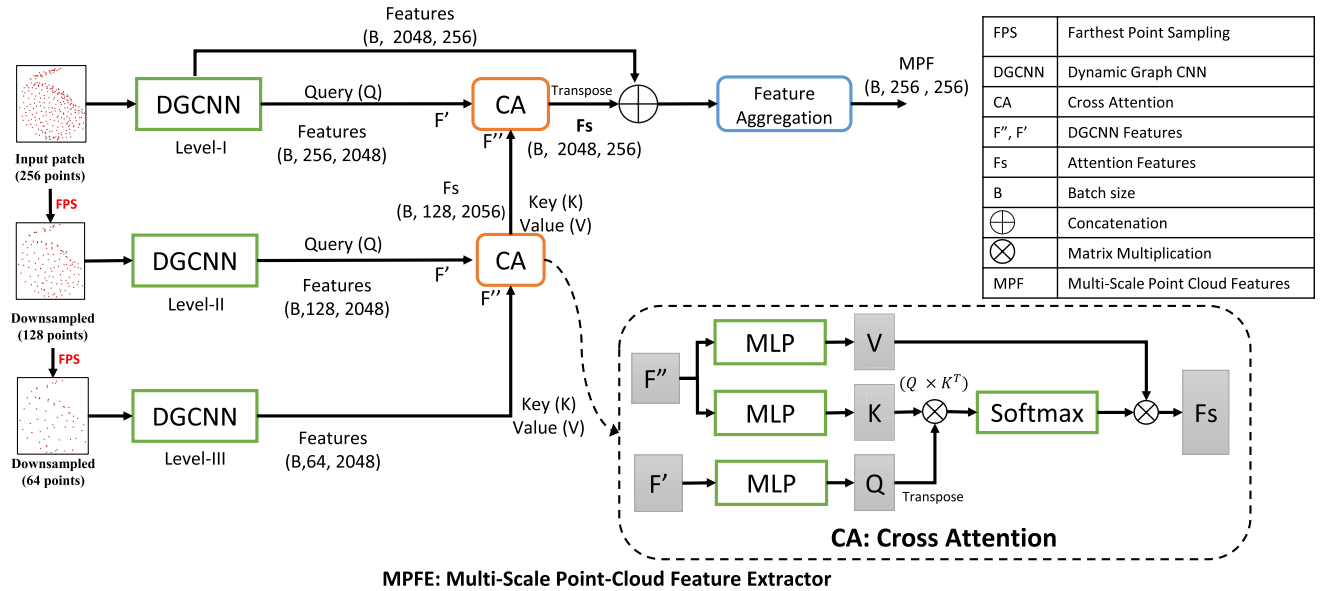 Features
(B, 2048, 256)
DGCNN
Level-I
Query (Q)
Features
(B, 256, 2048)
F'
F''
CA
Transpose
Fs
(B, 2048, 256)
Feature
Aggregation
MPF
(B, 256 , 256)
Input patch
(256 points)
FPS
Fs
(B, 128, 2056)
Key (K)
Value (V)
DGCNN
Level-II
Query (Q)
Features
(B,128, 2048)
F'
F''
CA
Downsampled
(128 points)
FPS
DGCNN
Level-III
Features
(B,64, 2048)
Key (K)
Value (V)
Downsampled
(64 points)
FPS Farthest Point Sampling
DGCNN Dynamic Graph CNN
CA Cross Attention
F", F' DGCNN Features
Fs Attention Features
B Batch size
Concatenation
Matrix Multiplication
MPF Multi-Scale Point Cloud Features
F"
MLP
V
MLP
K
(Q × K^T)
Softmax
Fs
F'
MLP
Q
Transpose
CA: Cross Attention
MPFE: Multi-Scale Point-Cloud Feature Extractor